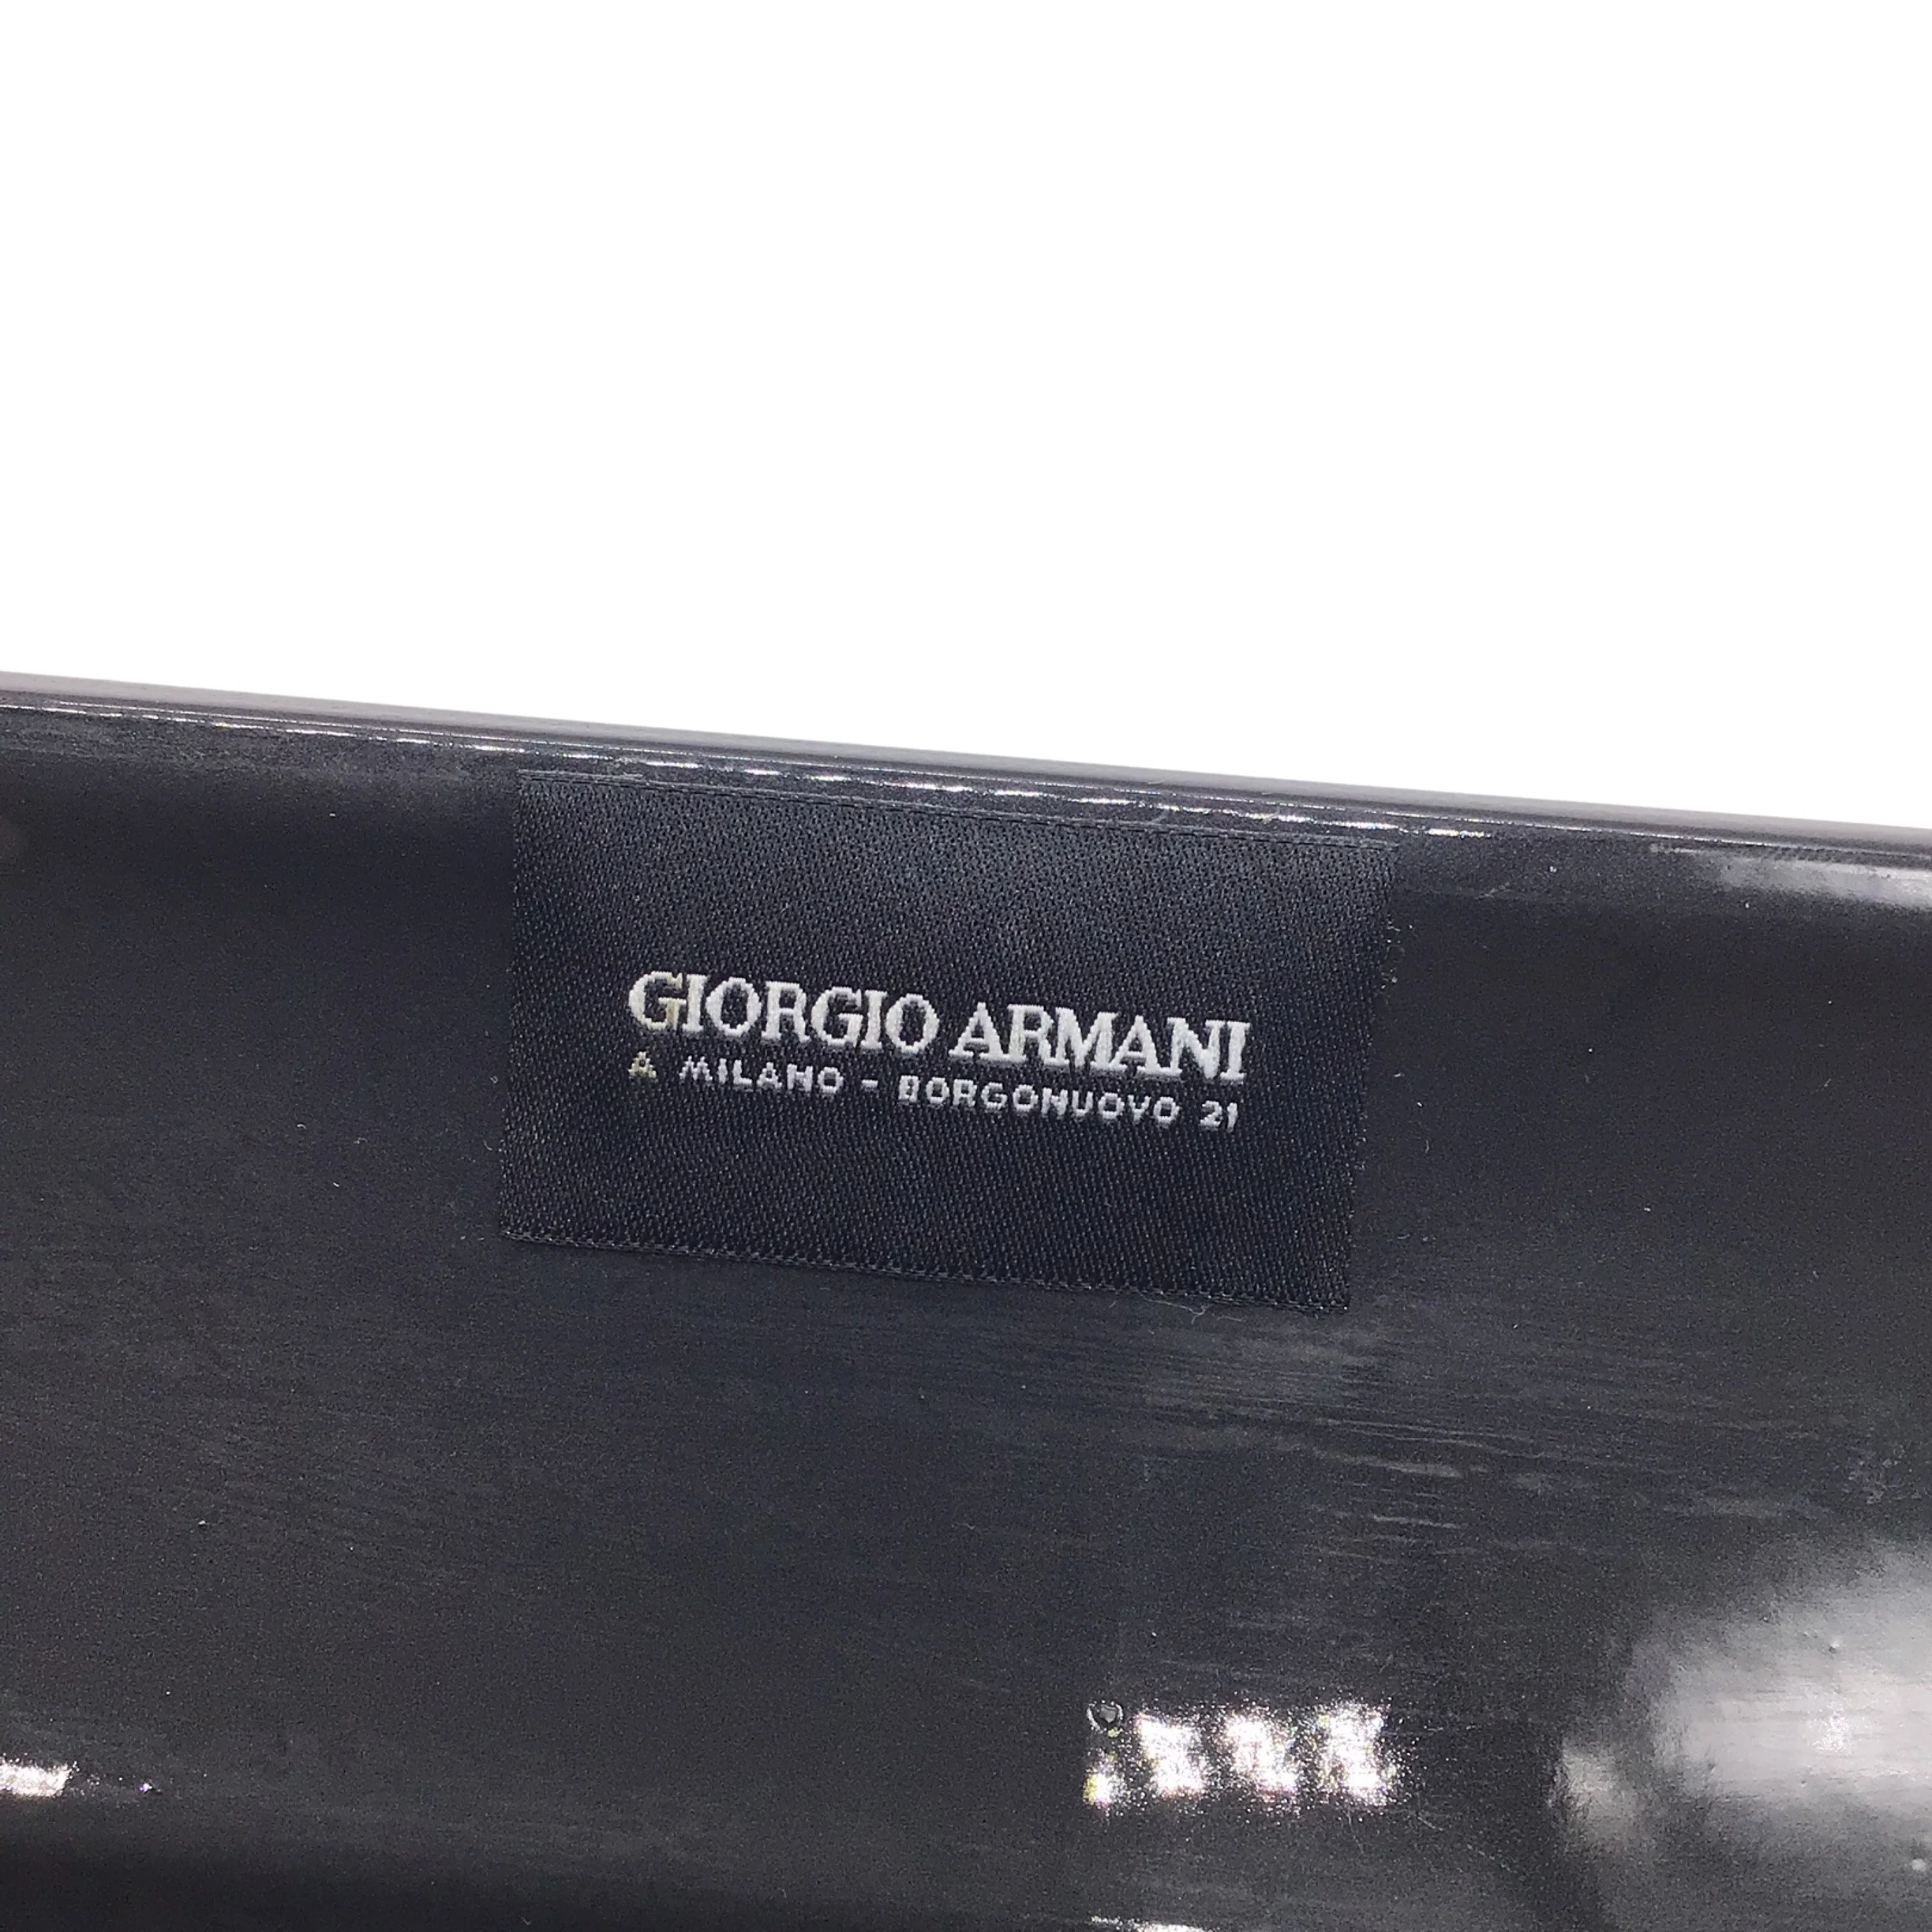 GIORGIO ARMANI
A MILANO - BORGONUOVO 21